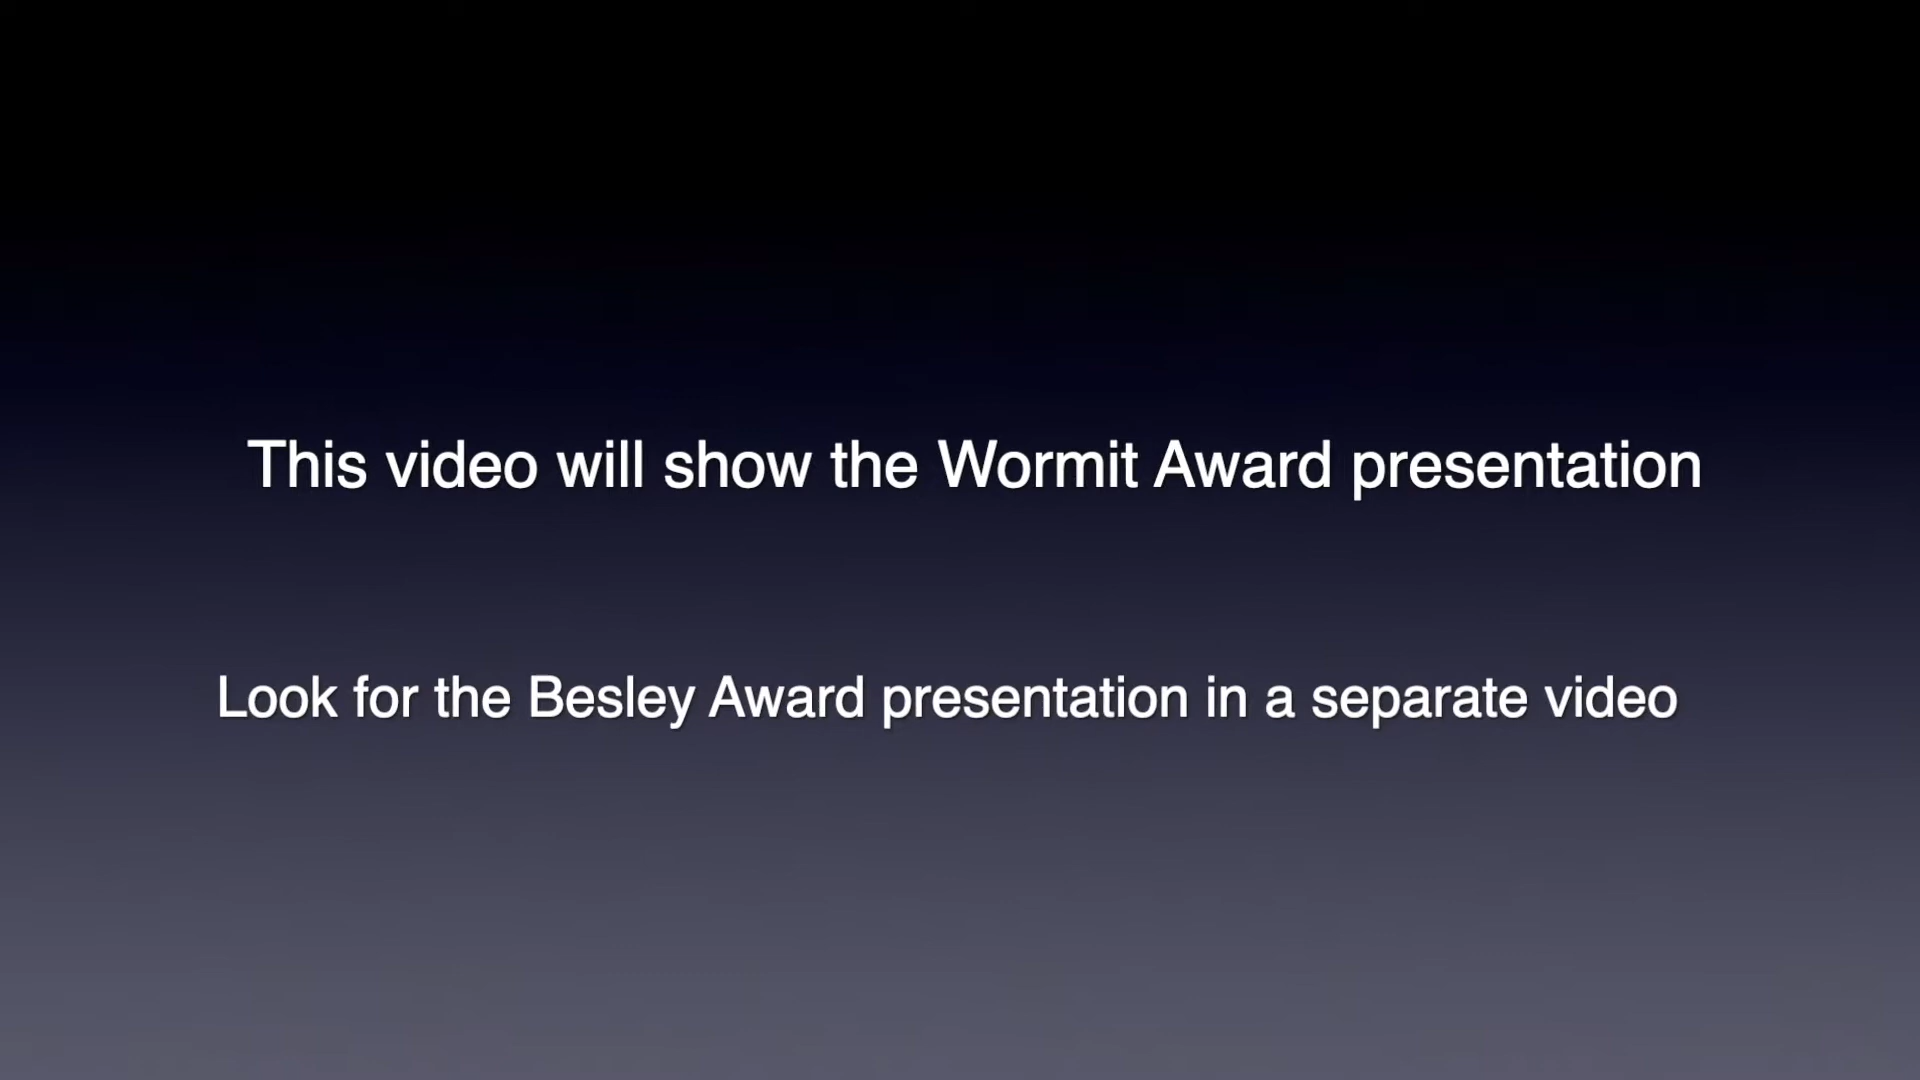 This video will show the Wormit Award presentation
Look for the Besley Award presentation in a separate video